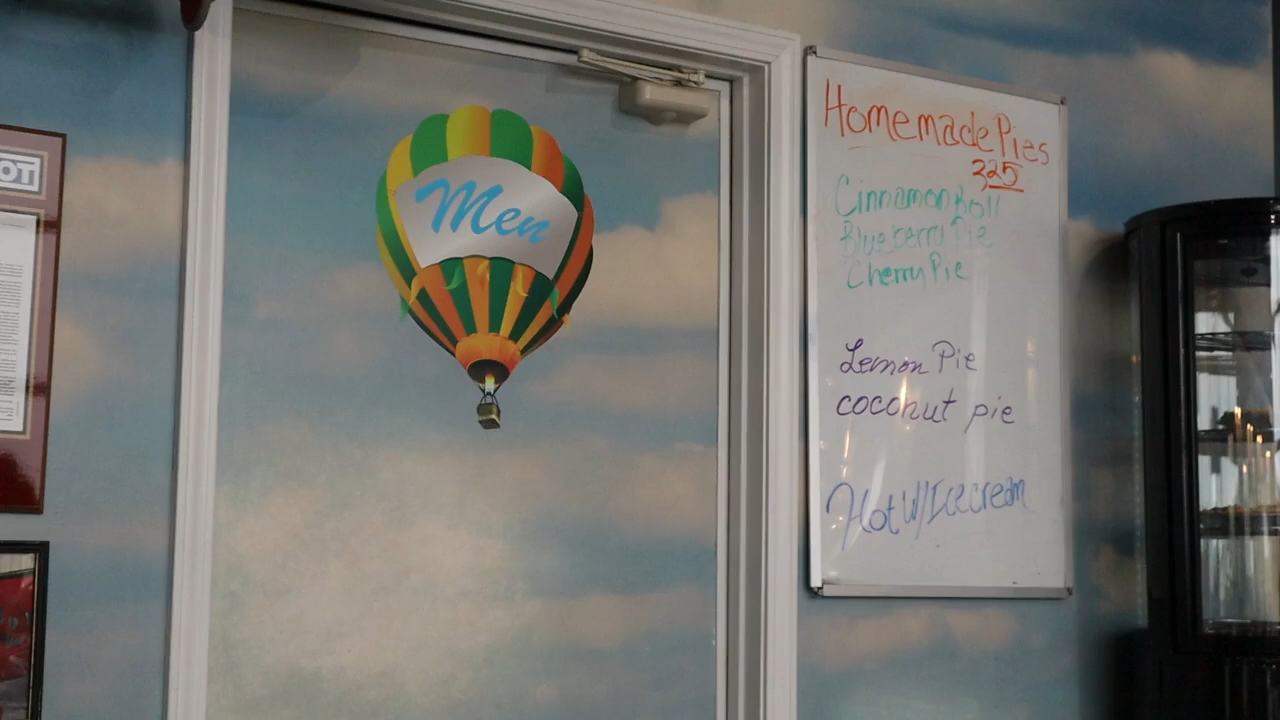 OT
Men
Homemade Pies
325
Cinnamon Roll
Blueberry Pie
Cherry Pie
Lemon Pie
coconut pie
Hot W/Icecream